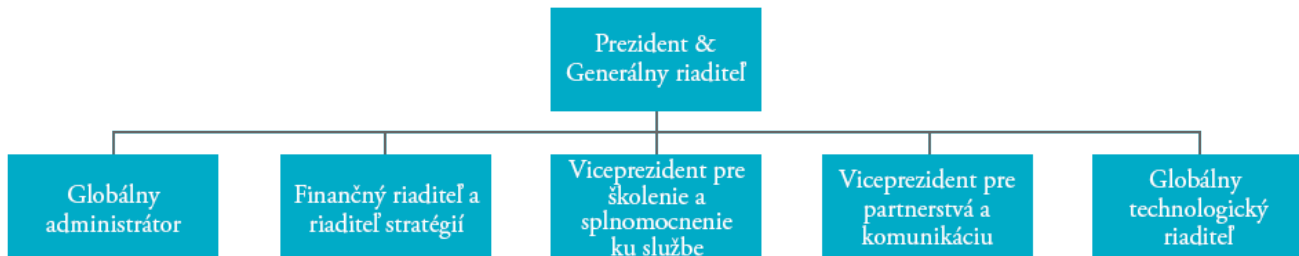 Prezident &
Generálny riaditeľ
Globálny
administrátor
Finančný riaditeľ a
riaditeľ stratégií
Viceprezident pre
školenie a
splnomocnenie
ku službe
Viceprezident pre
partnerstvá a
komunikáciu
Globálny
technologický
riaditeľ